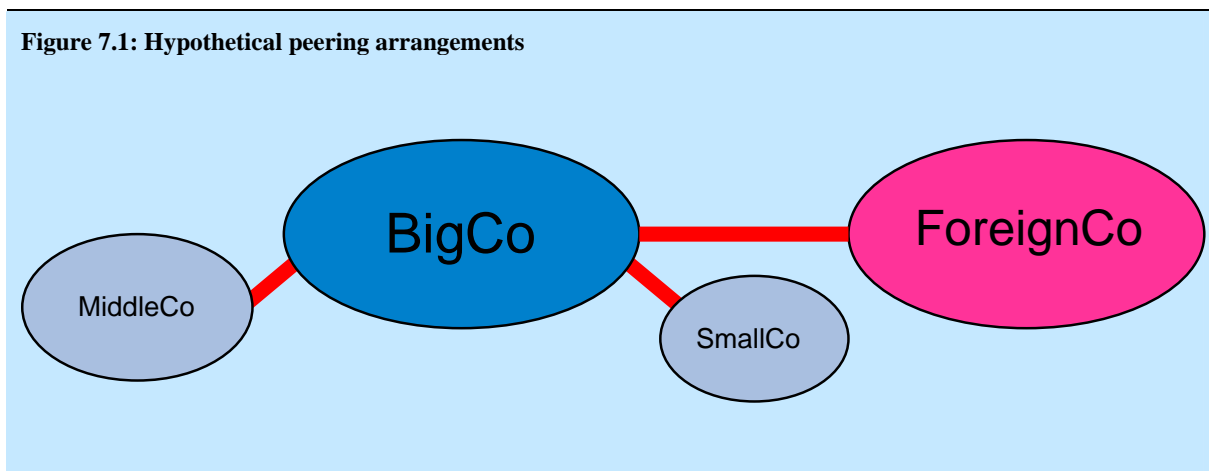 Figure 7.1: Hypothetical peering arrangements
BigCo
ForeignCo
MiddleCo
SmallCo